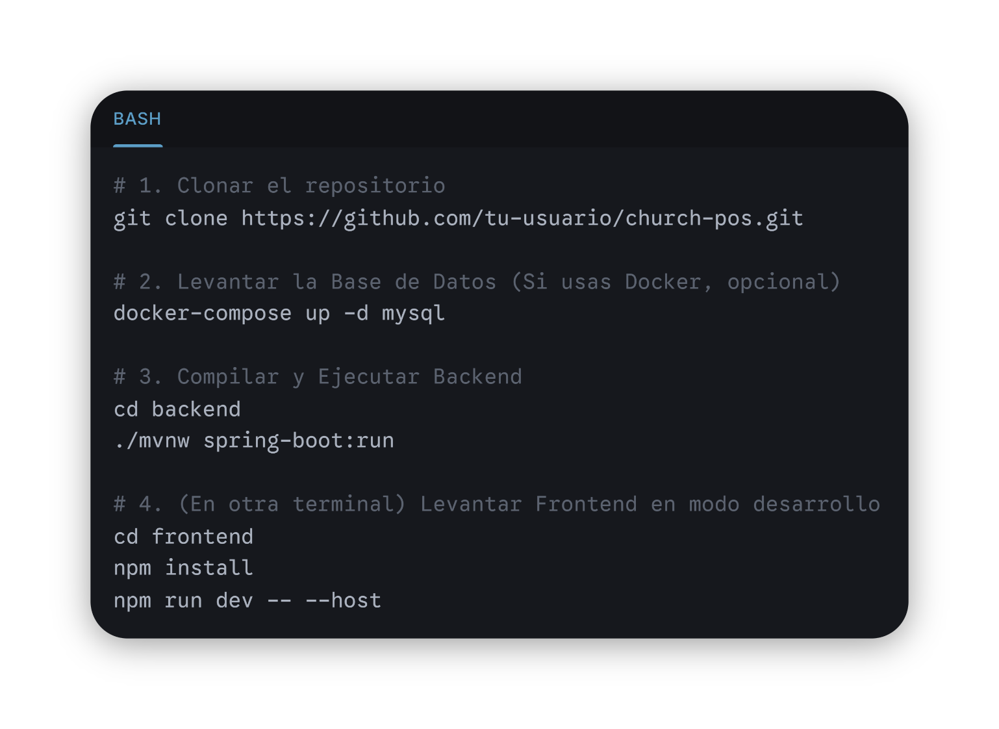 BASH
# 1. Clonar el repositorio
git clone https://github.com/tu-usuario/church-pos.git
# 2. Levantar la Base de Datos (Si usas Docker, opcional)
docker-compose up -d mysql
# 3. Compilar y Ejecutar Backend
cd backend
./mvnw spring-boot:run
# 4. (En otra terminal) Levantar Frontend en modo desarrollo
cd frontend
npm install
npm run dev -- --host